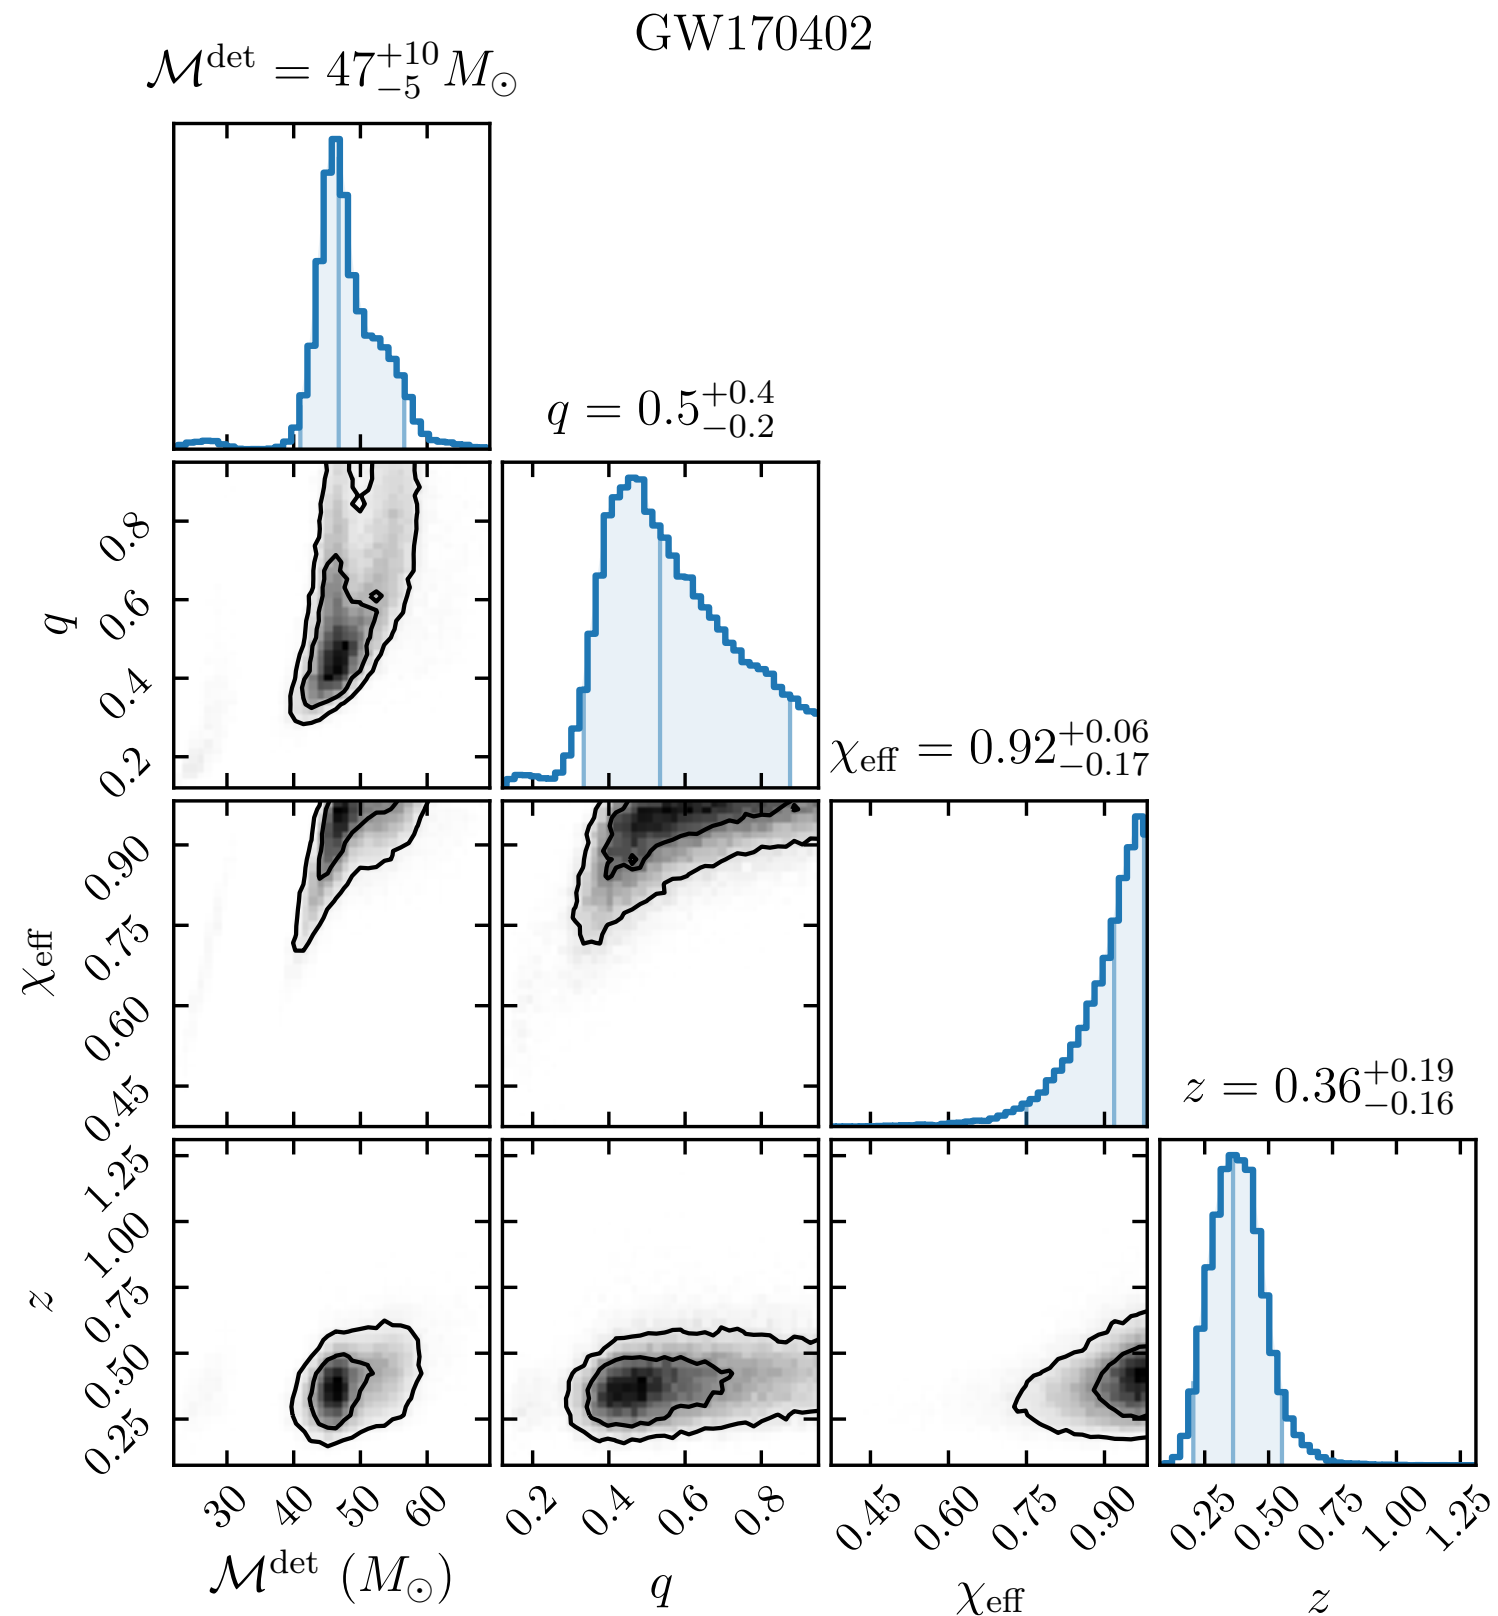 GW170402
ℳ^det = 47^{+10}_{−5} M_⊙
q = 0.5^{+0.4}_{−0.2}
q
0.8
0.6
0.4
0.2
χ_eff = 0.92^{+0.06}_{−0.17}
χ_eff
0.90
0.75
0.60
0.45
z = 0.36^{+0.19}_{−0.16}
z
1.25
1.00
0.75
0.50
0.25
30 40 50 60 0.2 0.4 0.6 0.8 0.45 0.60 0.75 0.90 0.25 0.50 0.75 1.00 1.25
ℳ^det (M_⊙) q χ_eff z